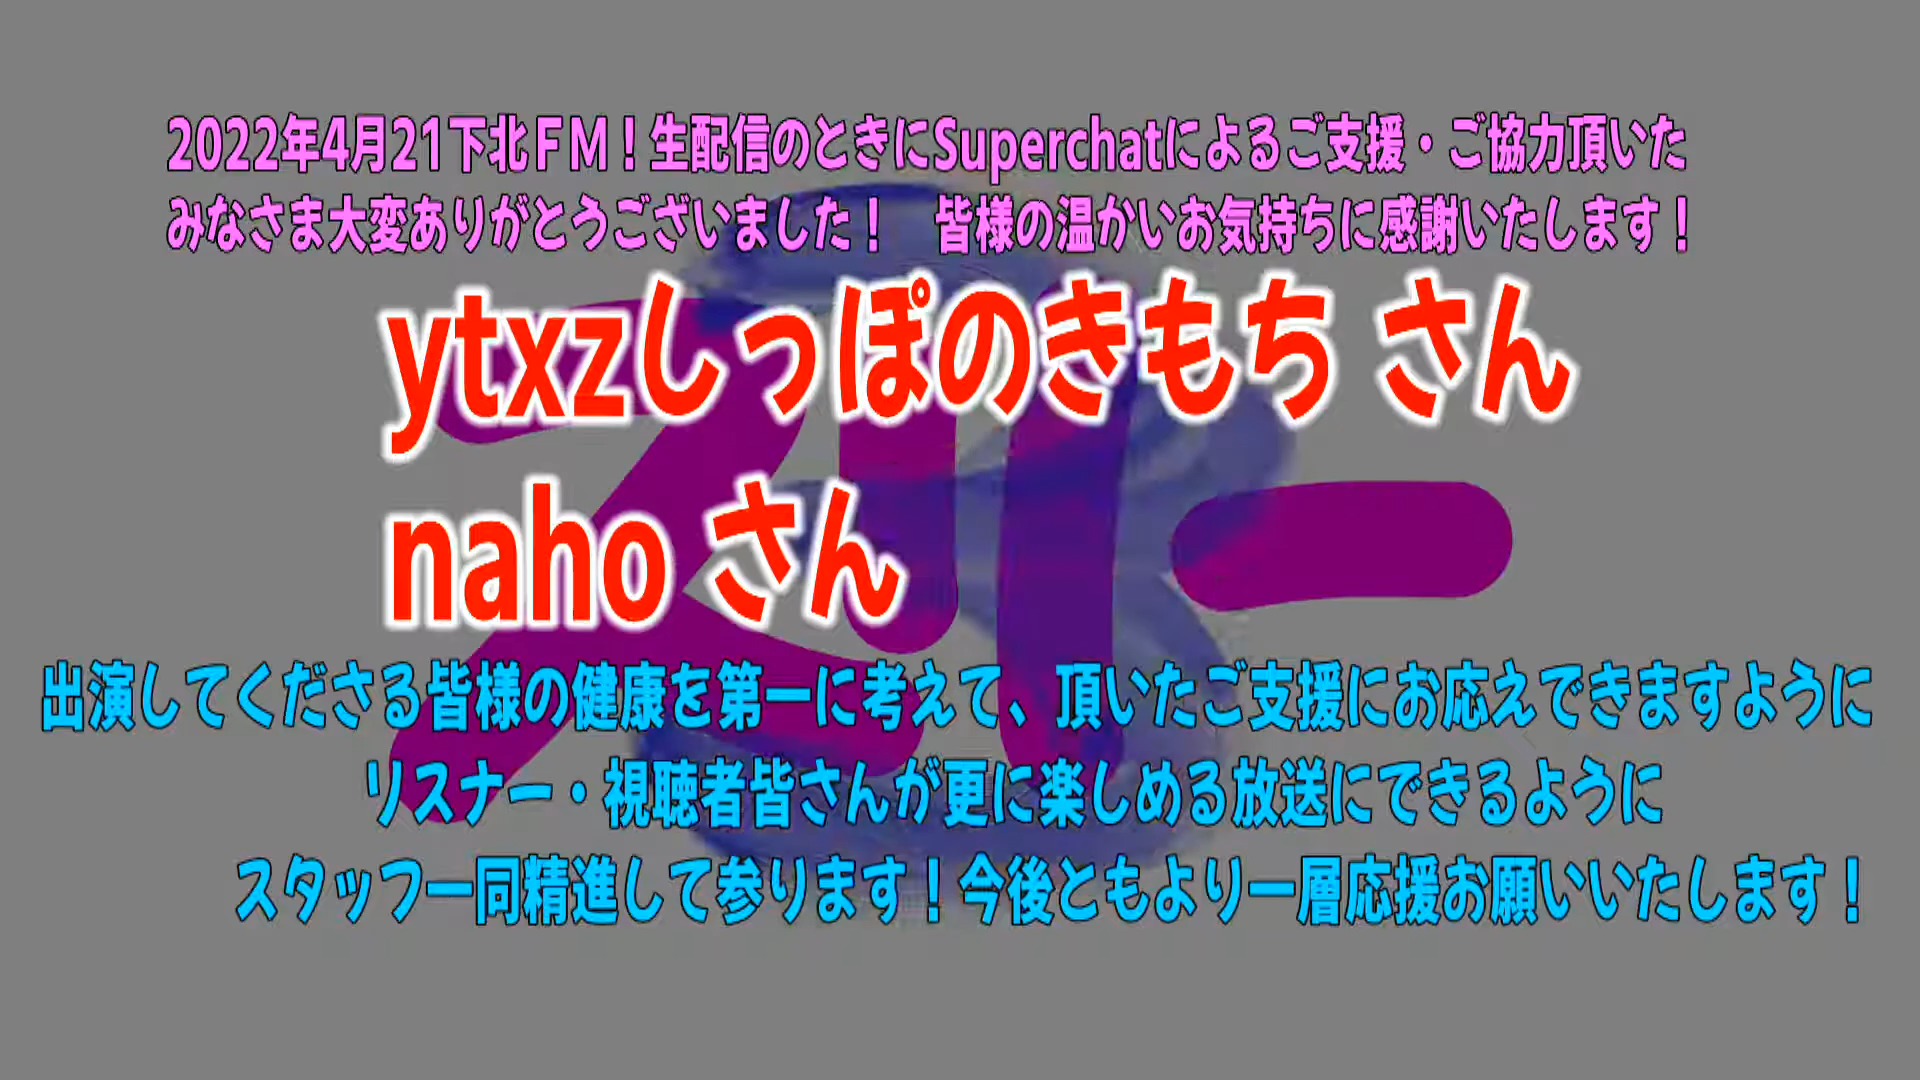 2022年4月21下北ＦＭ！生配信のときにSuperchatによるご支援・ご協力頂いた
みなさま大変ありがとうございました！　皆様の温かいお気持ちに感謝いたします！
ytxzしっぽのきもち さん
naho さん
出演してくださる皆様の健康を第一に考えて、頂いたご支援にお応えできますように
リスナー・視聴者皆さんが更に楽しめる放送にできるように
スタッフ一同精進して参ります！今後ともより一層応援お願いいたします！